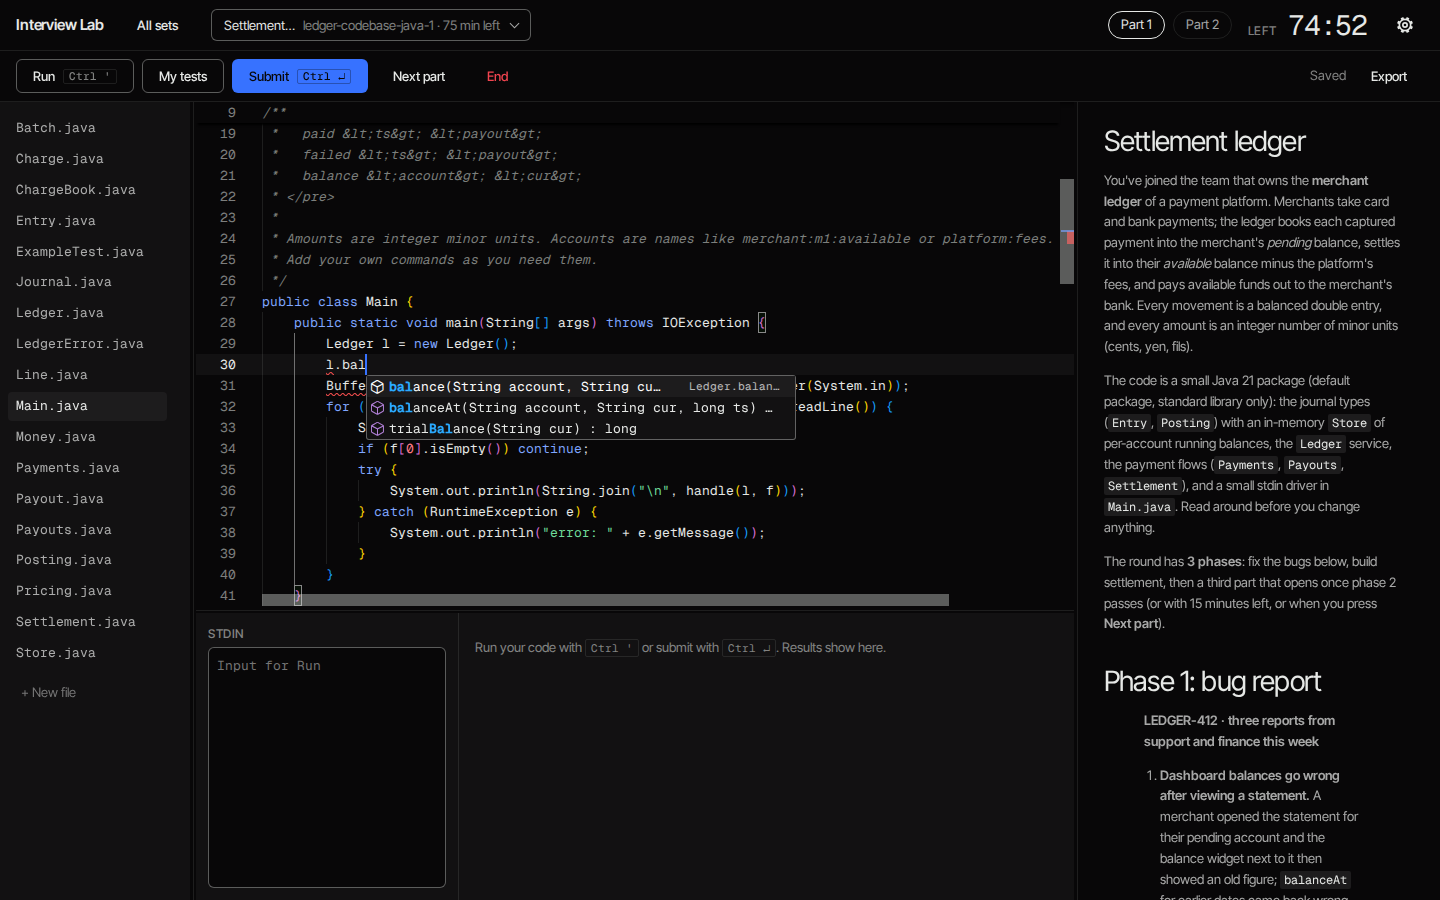 Interview Lab
All sets
Settlement... ledger-codebase-java-1 · 75 min left
Part 1
Part 2
LEFT 74:52
Run Ctrl '
My tests
Submit Ctrl ↵
Next part
End
Saved
Export
Batch.java
Charge.java
ChargeBook.java
Entry.java
ExampleTest.java
Journal.java
Ledger.java
LedgerError.java
Line.java
Main.java
Money.java
Payments.java
Payout.java
Payouts.java
Posting.java
Pricing.java
Settlement.java
Store.java
+ New file
9 /**
19 *   paid &lt;ts&gt; &lt;payout&gt;
20 *   failed &lt;ts&gt; &lt;payout&gt;
21 *   balance &lt;account&gt; &lt;cur&gt;
22 * </pre>
23 *
24 * Amounts are integer minor units. Accounts are names like merchant:m1:available or platform:fees.
25 * Add your own commands as you need them.
26 */
27 public class Main {
28     public static void main(String[] args) throws IOException {
29         Ledger l = new Ledger();
30         l.bal
31         Buffe r(System.in));
32         for ( readLine()) {
33             S
34             if (f[0].isEmpty()) continue;
35             try {
36                 System.out.println(String.join("\n", handle(l, f)));
37             } catch (RuntimeException e) {
38                 System.out.println("error: " + e.getMessage());
39             }
40         }
41     }
balance(String account, String cu… Ledger.balan…
balanceAt(String account, String cur, long ts) …
trialBalance(String cur) : long
STDIN
Input for Run
Run your code with Ctrl ' or submit with Ctrl ↵. Results show here.
Settlement ledger
You've joined the team that owns the merchant
ledger of a payment platform. Merchants take card
and bank payments; the ledger books each captured
payment into the merchant's pending balance, settles
it into their available balance minus the platform's
fees, and pays available funds out to the merchant's
bank. Every movement is a balanced double entry,
and every amount is an integer number of minor units
(cents, yen, fils).
The code is a small Java 21 package (default
package, standard library only): the journal types
(Entry, Posting) with an in-memory Store of
per-account running balances, the Ledger service,
the payment flows (Payments, Payouts,
Settlement), and a small stdin driver in
Main.java. Read around before you change
anything.
The round has 3 phases: fix the bugs below, build
settlement, then a third part that opens once phase 2
passes (or with 15 minutes left, or when you press
Next part).
Phase 1: bug report
LEDGER-412 · three reports from
support and finance this week
1. Dashboard balances go wrong
after viewing a statement. A
merchant opened the statement for
their pending account and the
balance widget next to it then
showed an old figure; balanceAt
for earlier dates came back wrong